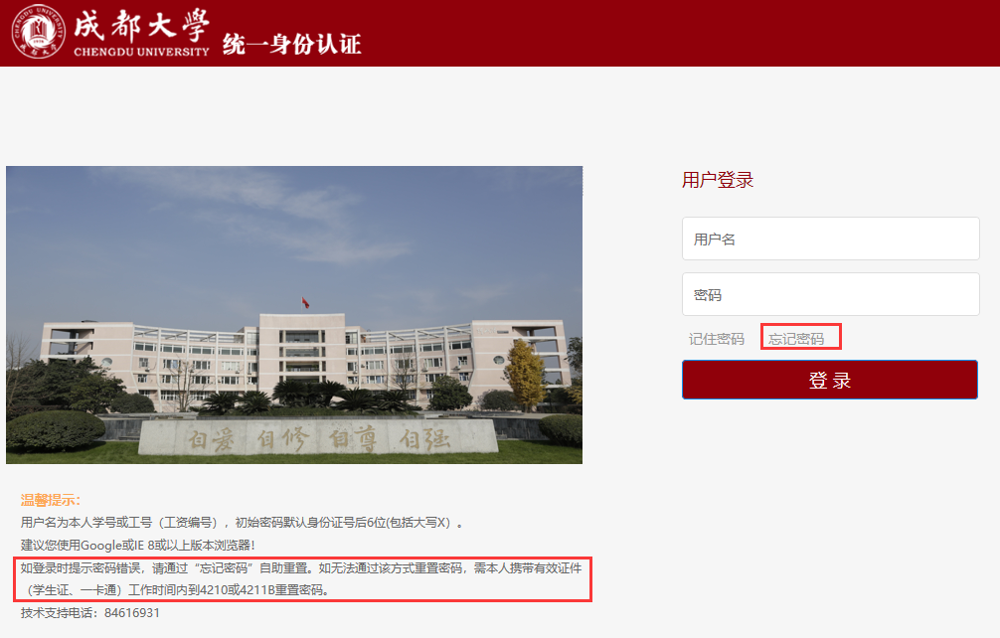 成都大学
CHENGDU UNIVERSITY
统一身份认证
用户登录
用户名
密码
记住密码 忘记密码
登 录
自爱 自修 自尊 自强
温馨提示：
用户名为本人学号或工号（工资编号），初始密码默认身份证号后6位(包括大写X) 。
建议您使用Google或IE 8或以上版本浏览器!
如登录时提示密码错误，请通过“忘记密码”自助重置。如无法通过该方式重置密码，需本人携带有效证件
（学生证、一卡通）工作时间内到4210或4211B重置密码。
技术支持电话：84616931